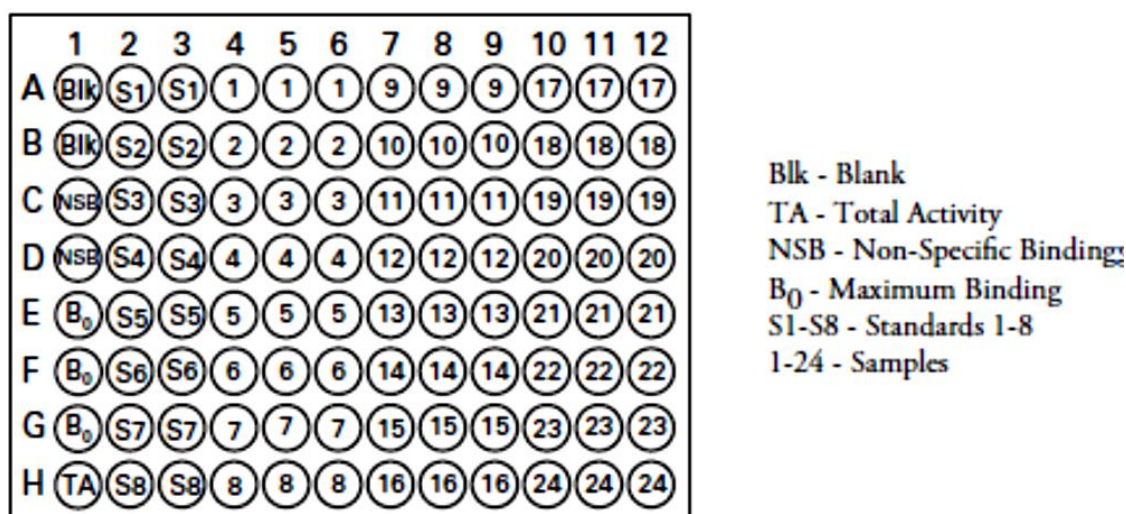 1 2 3 4 5 6 7 8 9 10 11 12
A Blk S1 S1 1 1 1 9 9 9 17 17 17
B Blk S2 S2 2 2 2 10 10 10 18 18 18
C NSB S3 S3 3 3 3 11 11 11 19 19 19
D NSB S4 S4 4 4 4 12 12 12 20 20 20
E B₀ S5 S5 5 5 5 13 13 13 21 21 21
F B₀ S6 S6 6 6 6 14 14 14 22 22 22
G B₀ S7 S7 7 7 7 15 15 15 23 23 23
H TA S8 S8 8 8 8 16 16 16 24 24 24
Blk - Blank
TA - Total Activity
NSB - Non-Specific Bindingg
B₀ - Maximum Binding
S1-S8 - Standards 1-8
1-24 - Samples